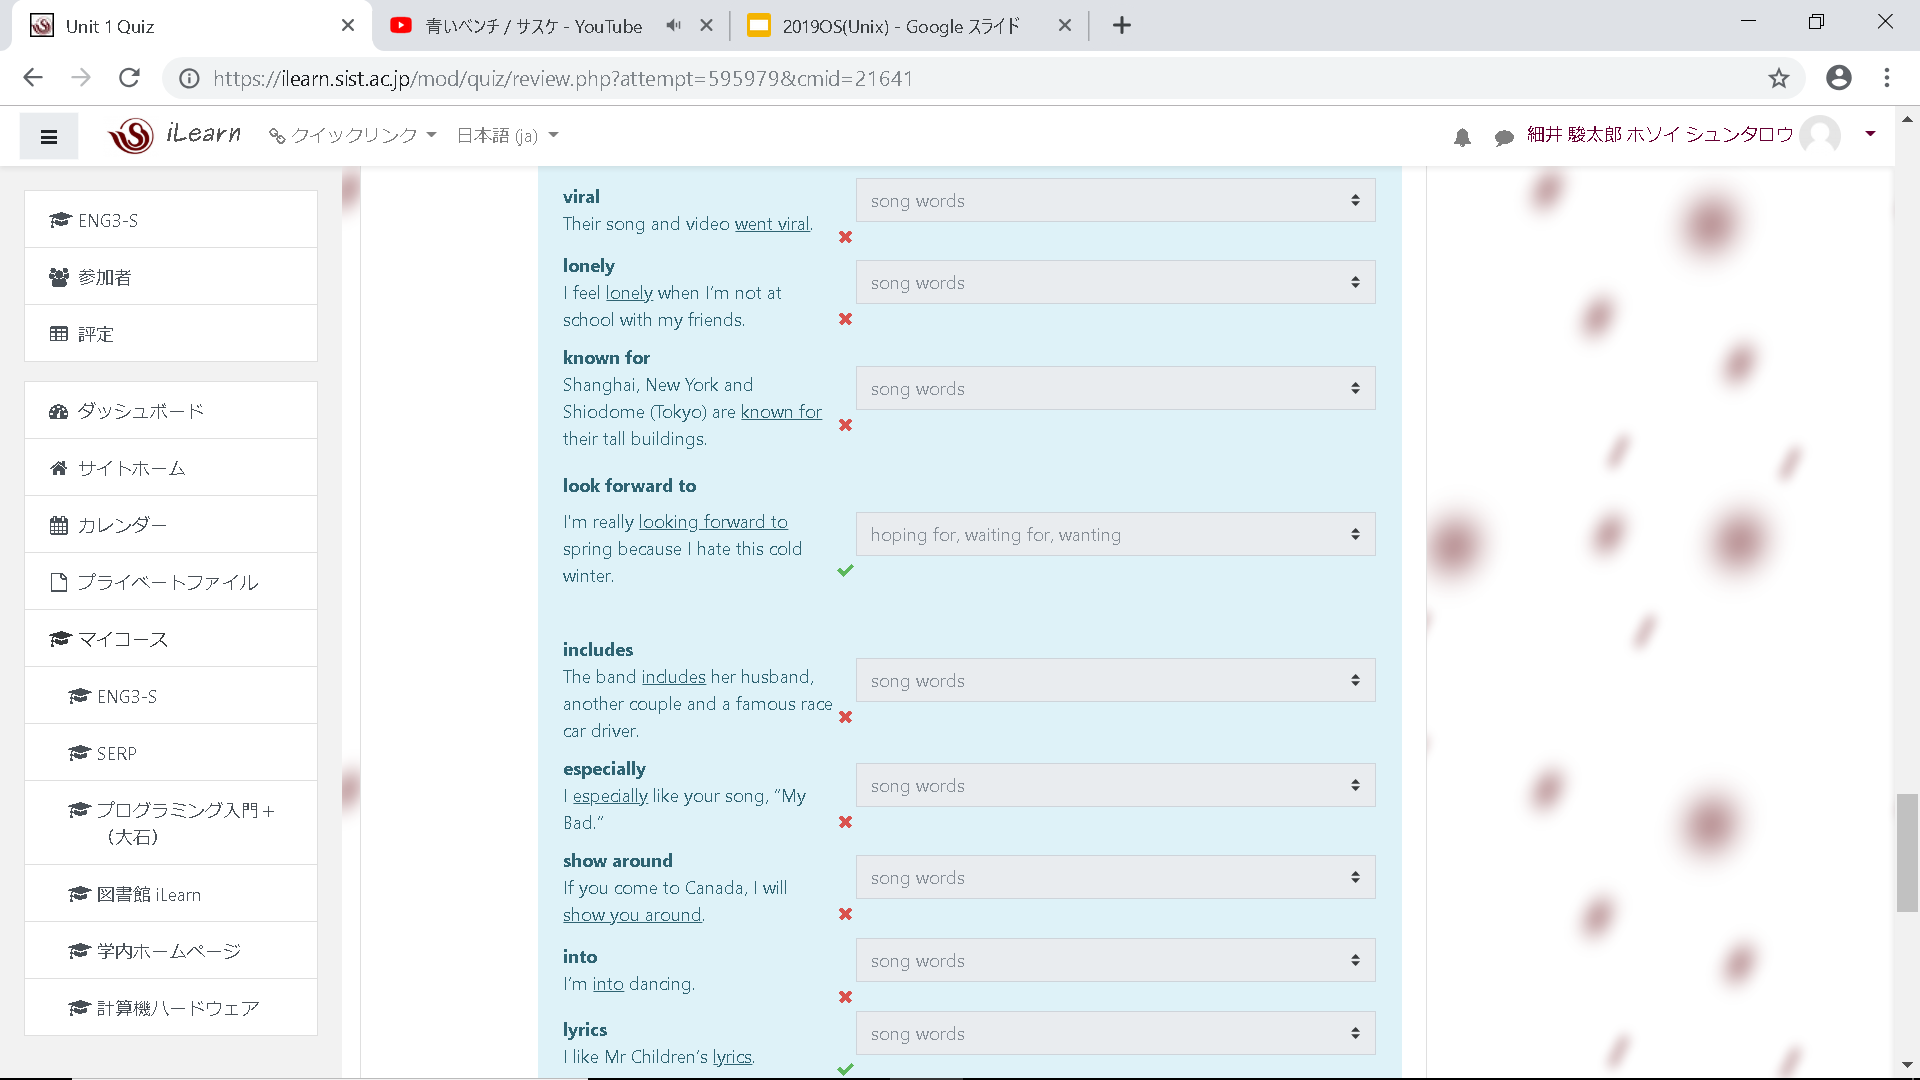 Unit 1 Quiz
青いベンチ / サスケ - YouTube
2019OS(Unix) - Google スライド
https://ilearn.sist.ac.jp/mod/quiz/review.php?attempt=595979&cmid=21641
iLearn
クイックリンク
日本語 (ja)
細井 駿太郎 ホソイ シュンタロウ
ENG3-S
参加者
評定
ダッシュボード
サイトホーム
カレンダー
プライベートファイル
マイコース
ENG3-S
SERP
プログラミング入門＋
（大石）
図書館 iLearn
学内ホームページ
計算機ハードウェア
viral
Their song and video went viral.
song words
lonely
I feel lonely when I’m not at
school with my friends.
song words
known for
Shanghai, New York and
Shiodome (Tokyo) are known for
their tall buildings.
song words
look forward to
I'm really looking forward to
spring because I hate this cold
winter.
hoping for, waiting for, wanting
includes
The band includes her husband,
another couple and a famous race
car driver.
song words
especially
I especially like your song, “My
Bad.”
song words
show around
If you come to Canada, I will
show you around.
song words
into
I’m into dancing.
song words
lyrics
I like Mr Children’s lyrics.
song words